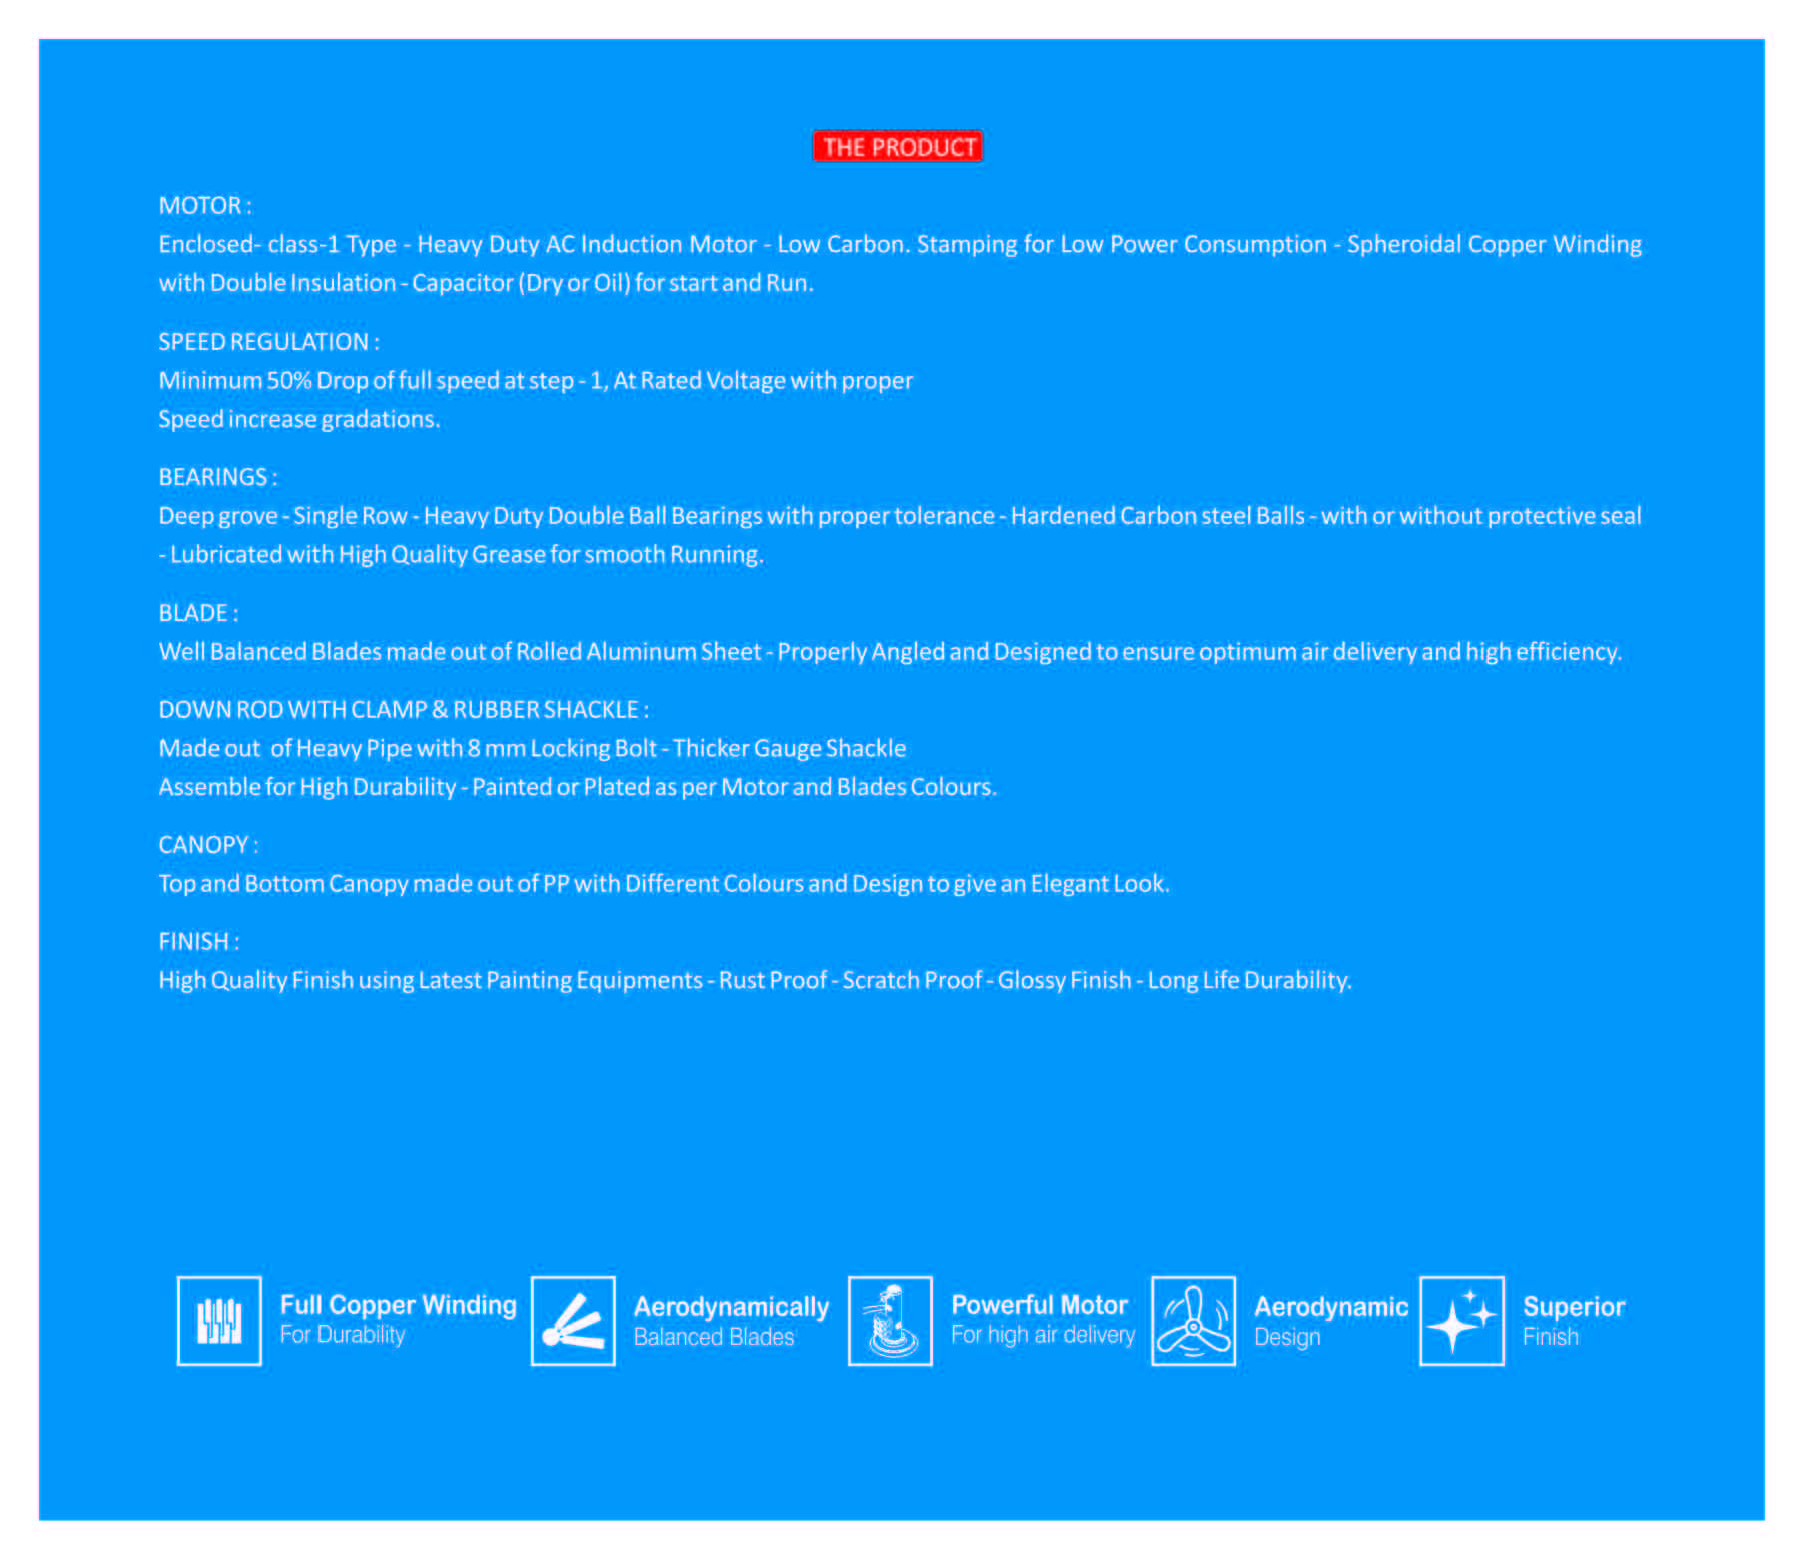 THE PRODUCT
MOTOR :
Enclosed- class-1 Type - Heavy Duty AC Induction Motor - Low Carbon. Stamping for Low Power Consumption - Spheroidal Copper Winding
with Double Insulation - Capacitor (Dry or Oil) for start and Run.
SPEED REGULATION :
Minimum 50% Drop of full speed at step - 1, At Rated Voltage with proper
Speed increase gradations.
BEARINGS :
Deep grove - Single Row - Heavy Duty Double Ball Bearings with proper tolerance - Hardened Carbon steel Balls - with or without protective seal
- Lubricated with High Quality Grease for smooth Running.
BLADE :
Well Balanced Blades made out of Rolled Aluminum Sheet - Properly Angled and Designed to ensure optimum air delivery and high efficiency.
DOWN ROD WITH CLAMP & RUBBER SHACKLE :
Made out of Heavy Pipe with 8 mm Locking Bolt - Thicker Gauge Shackle
Assemble for High Durability - Painted or Plated as per Motor and Blades Colours.
CANOPY :
Top and Bottom Canopy made out of PP with Different Colours and Design to give an Elegant Look.
FINISH :
High Quality Finish using Latest Painting Equipments - Rust Proof - Scratch Proof - Glossy Finish - Long Life Durability.
Full Copper Winding
For Durability
Aerodynamically
Balanced Blades
Powerful Motor
For high air delivery
Aerodynamic
Design
Superior
Finish